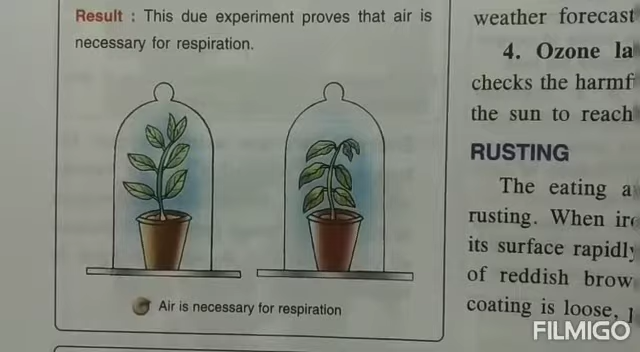 Result : This due experiment proves that air is
necessary for respiration.
Air is necessary for respiration
weather forecast
4. Ozone la
checks the harmf
the sun to reach
RUSTING
The eating a
rusting. When ir
its surface rapidly
of reddish brow
coating is loose,
FILMIGO